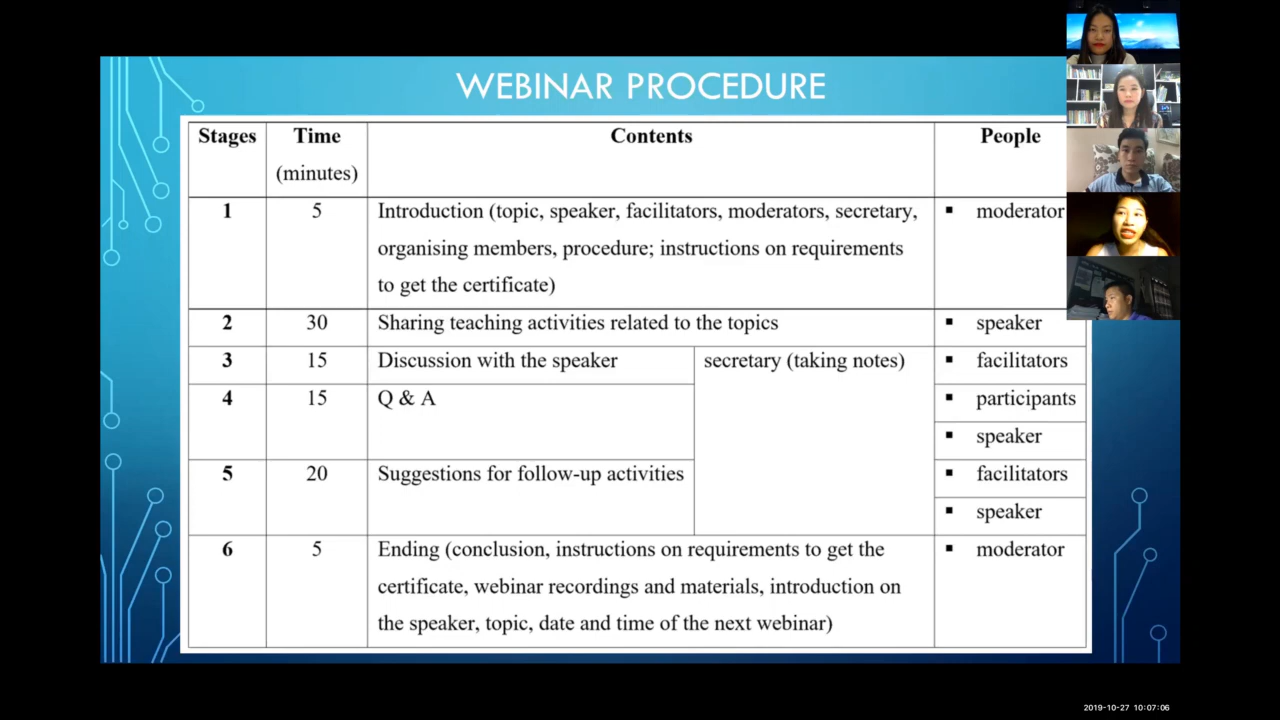 WEBINAR PROCEDURE
Stages Time Contents People
(minutes)
1 5 Introduction (topic, speaker, facilitators, moderators, secretary, ▪ moderator
organising members, procedure; instructions on requirements
to get the certificate)
2 30 Sharing teaching activities related to the topics ▪ speaker
3 15 Discussion with the speaker secretary (taking notes) ▪ facilitators
4 15 Q & A ▪ participants
▪ speaker
5 20 Suggestions for follow-up activities ▪ facilitators
▪ speaker
6 5 Ending (conclusion, instructions on requirements to get the ▪ moderator
certificate, webinar recordings and materials, introduction on
the speaker, topic, date and time of the next webinar)
2019-10-27 10:07:06